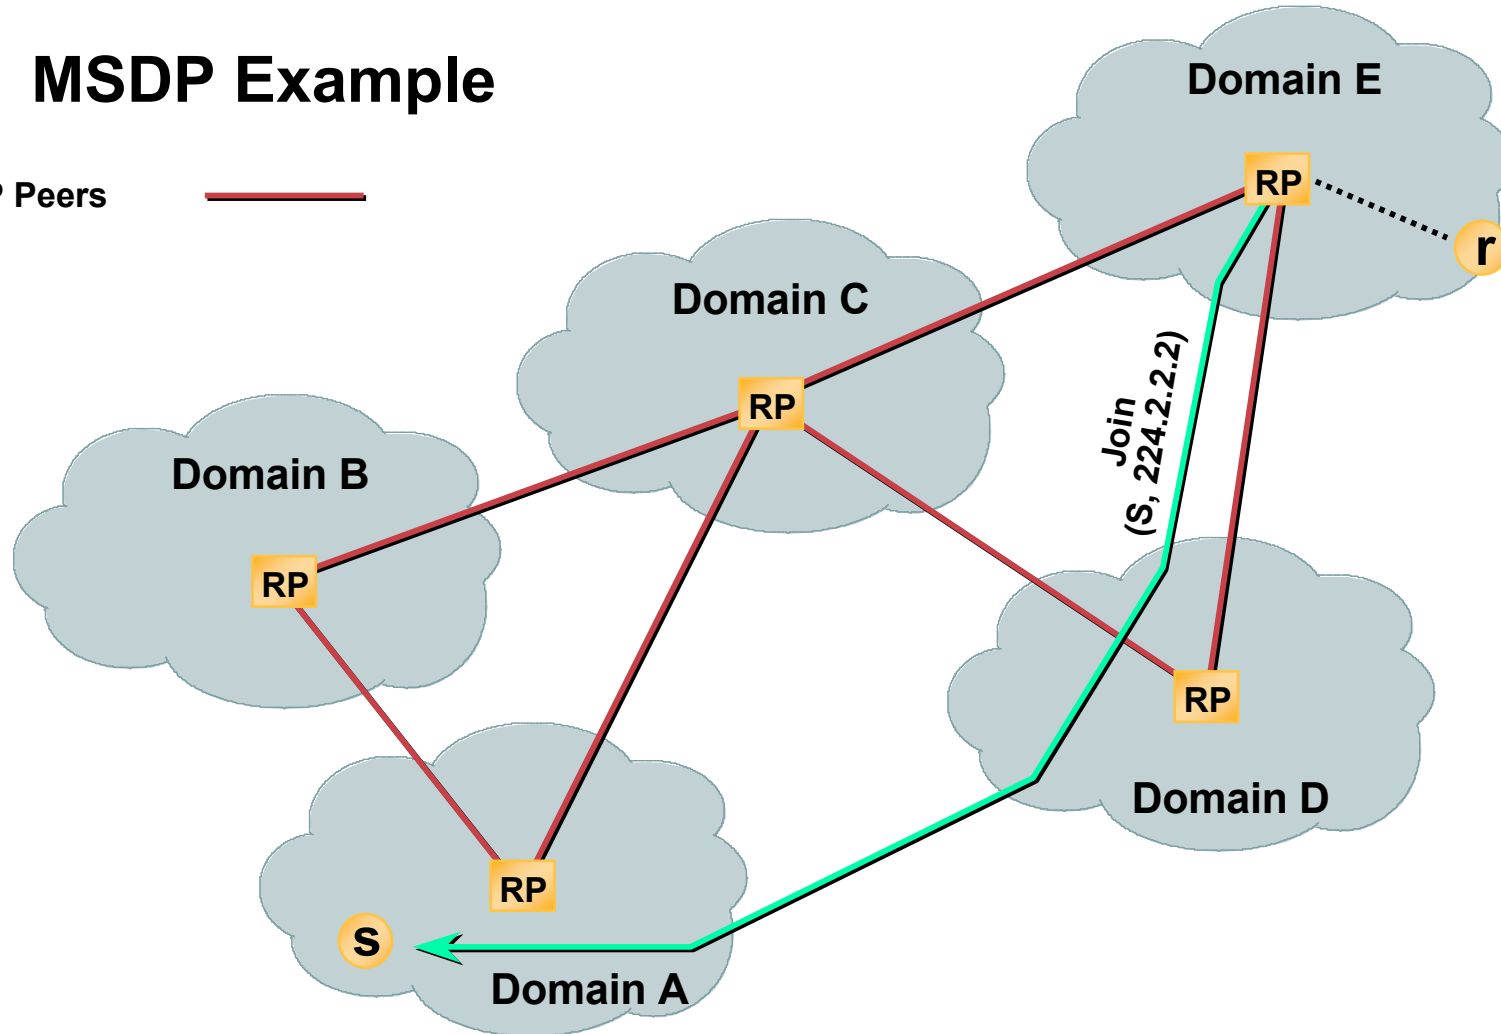 MSDP Example
Peers
Domain E
RP
r
Domain C
RP
Join
(S, 224.2.2.2)
Domain B
RP
RP
Domain D
RP
s
Domain A